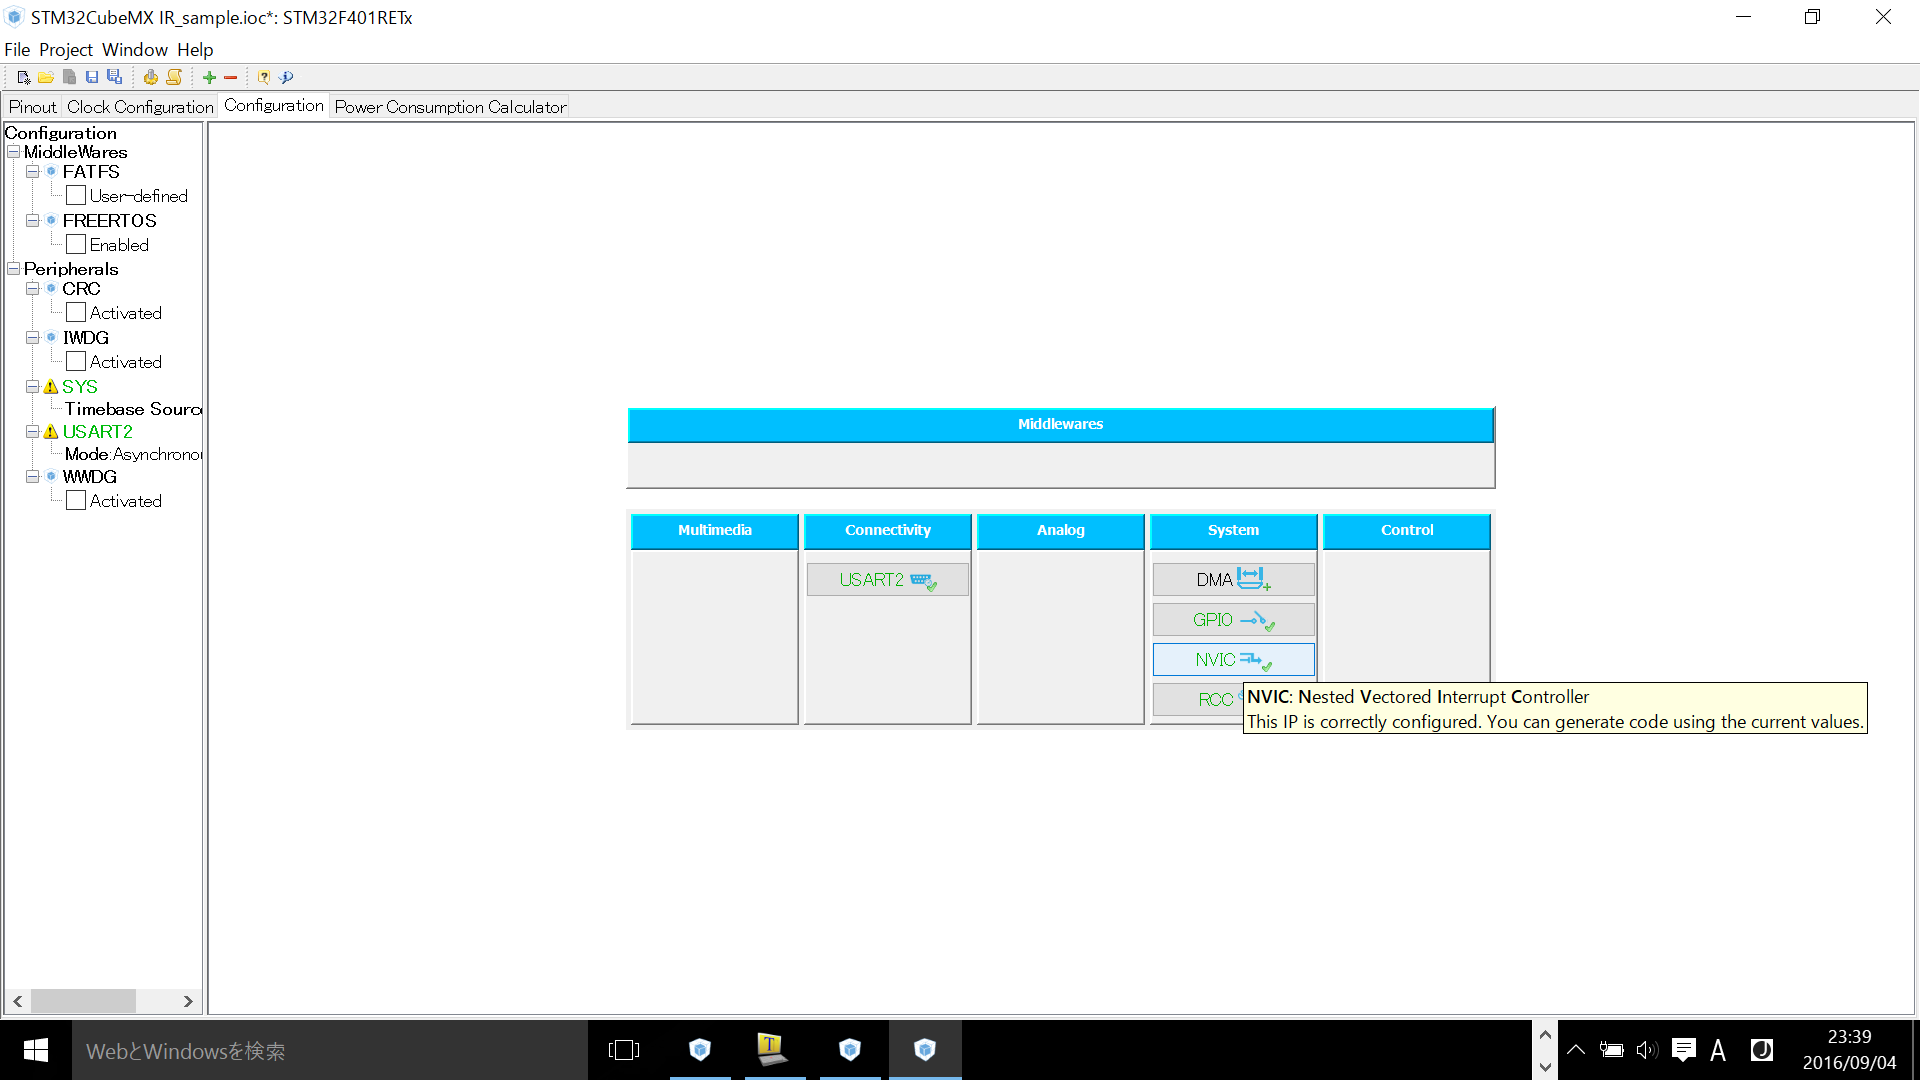 STM32CubeMX IR_sample.ioc*: STM32F401RETx
File Project Window Help
Pinout Clock Configuration Configuration Power Consumption Calculator
Configuration
MiddleWares
FATFS
User-defined
FREERTOS
Enabled
Peripherals
CRC
Activated
IWDG
Activated
SYS
Timebase Source
USART2
Mode:Asynchrono
WWDG
Activated
Middlewares
Multimedia Connectivity Analog System Control
USART2 DMA
GPIO
NVIC
RCC
NVIC: Nested Vectored Interrupt Controller
This IP is correctly configured. You can generate code using the current values.
WebとWindowsを検索
A
23:39
2016/09/04